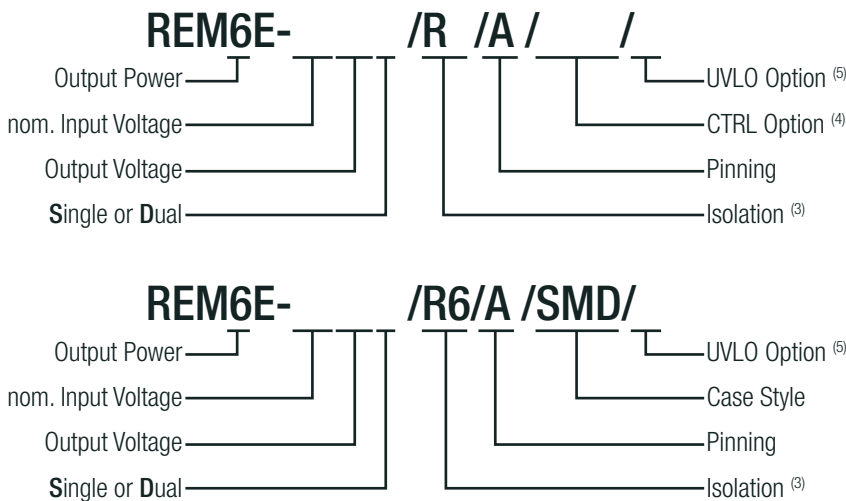 REM6E- /R /A / /
Output Power UVLO Option (5)
nom. Input Voltage CTRL Option (4)
Output Voltage Pinning
Single or Dual Isolation (3)
REM6E- /R6/A /SMD/
Output Power UVLO Option (5)
nom. Input Voltage Case Style
Output Voltage Pinning
Single or Dual Isolation (3)